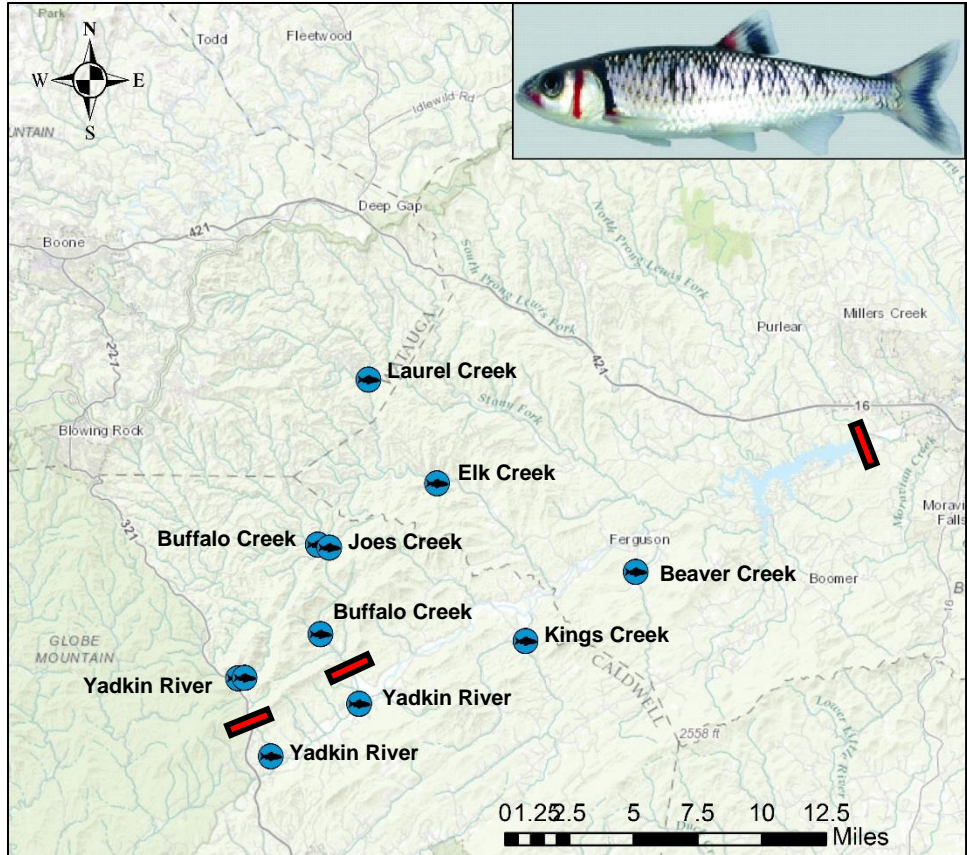 Park
Todd
Fleetwood
N
W
E
S
Idlewild Rd
UNTAIN
Deep Gap
421
Boone
North Prong Lewis Fork
South Prong Lewis Fork
Millers Creek
Purlear
221
ATAUGA
Laurel Creek
421
16
Stony Fork
Blowing Rock
Elk Creek
Moravian Creek
Moravi
Falls
321
Buffalo Creek
Joes Creek
Ferguson
Beaver Creek
Boomer
Buffalo Creek
16
GLOBE
MOUNTAIN
Kings Creek
Yadkin River
CALDWELL
Yadkin River
Lower Little River
2558 ft
Yadkin River
0 1.25 2.5 5 7.5 10 12.5
Miles